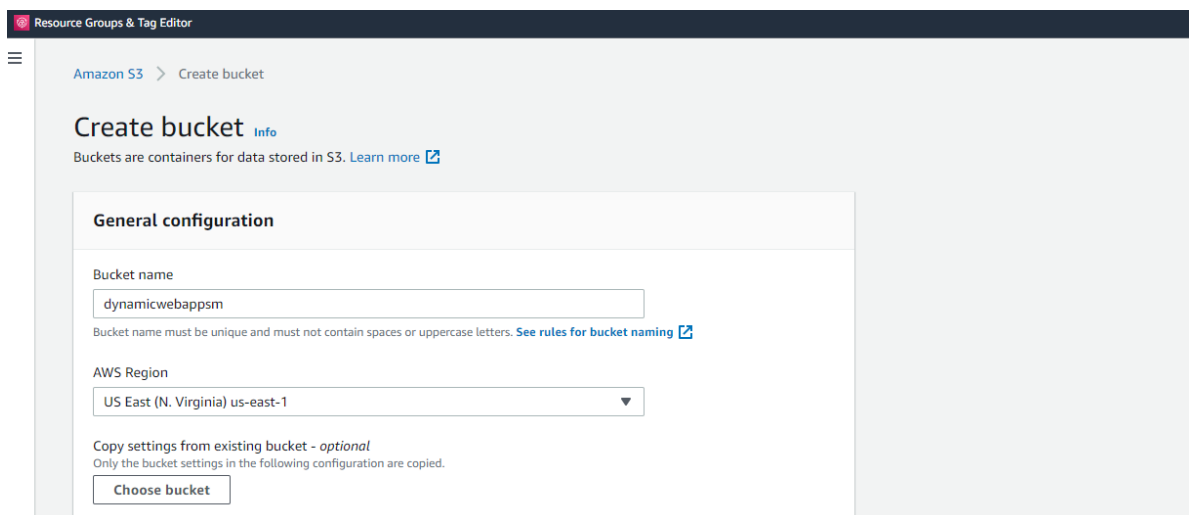 Resource Groups & Tag Editor
Amazon S3 > Create bucket
Create bucket Info
Buckets are containers for data stored in S3. Learn more
General configuration
Bucket name
dynamicwebappsm
Bucket name must be unique and must not contain spaces or uppercase letters. See rules for bucket naming
AWS Region
US East (N. Virginia) us-east-1
Copy settings from existing bucket - optional
Only the bucket settings in the following configuration are copied.
Choose bucket